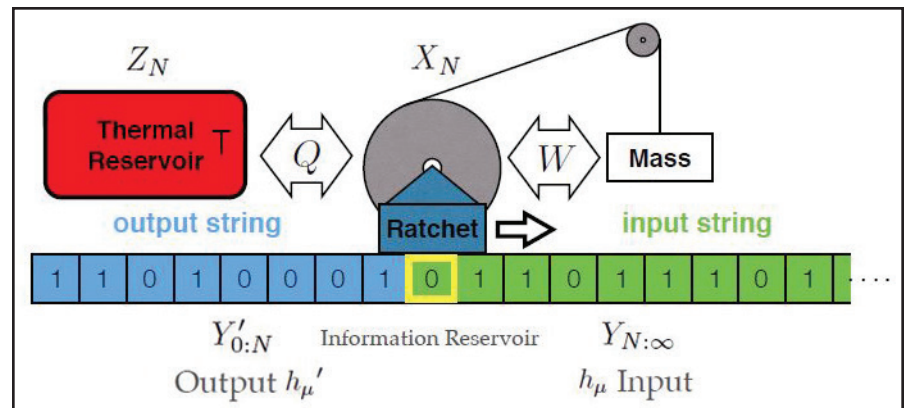 Z_N X_N
Thermal Reservoir T Q W Mass
output string Ratchet input string
1 1 0 1 0 0 0 1 0 1 1 0 1 1 1 0 1 ....
Y'_{0:N} Information Reservoir Y_{N:∞}
Output h_μ' h_μ Input